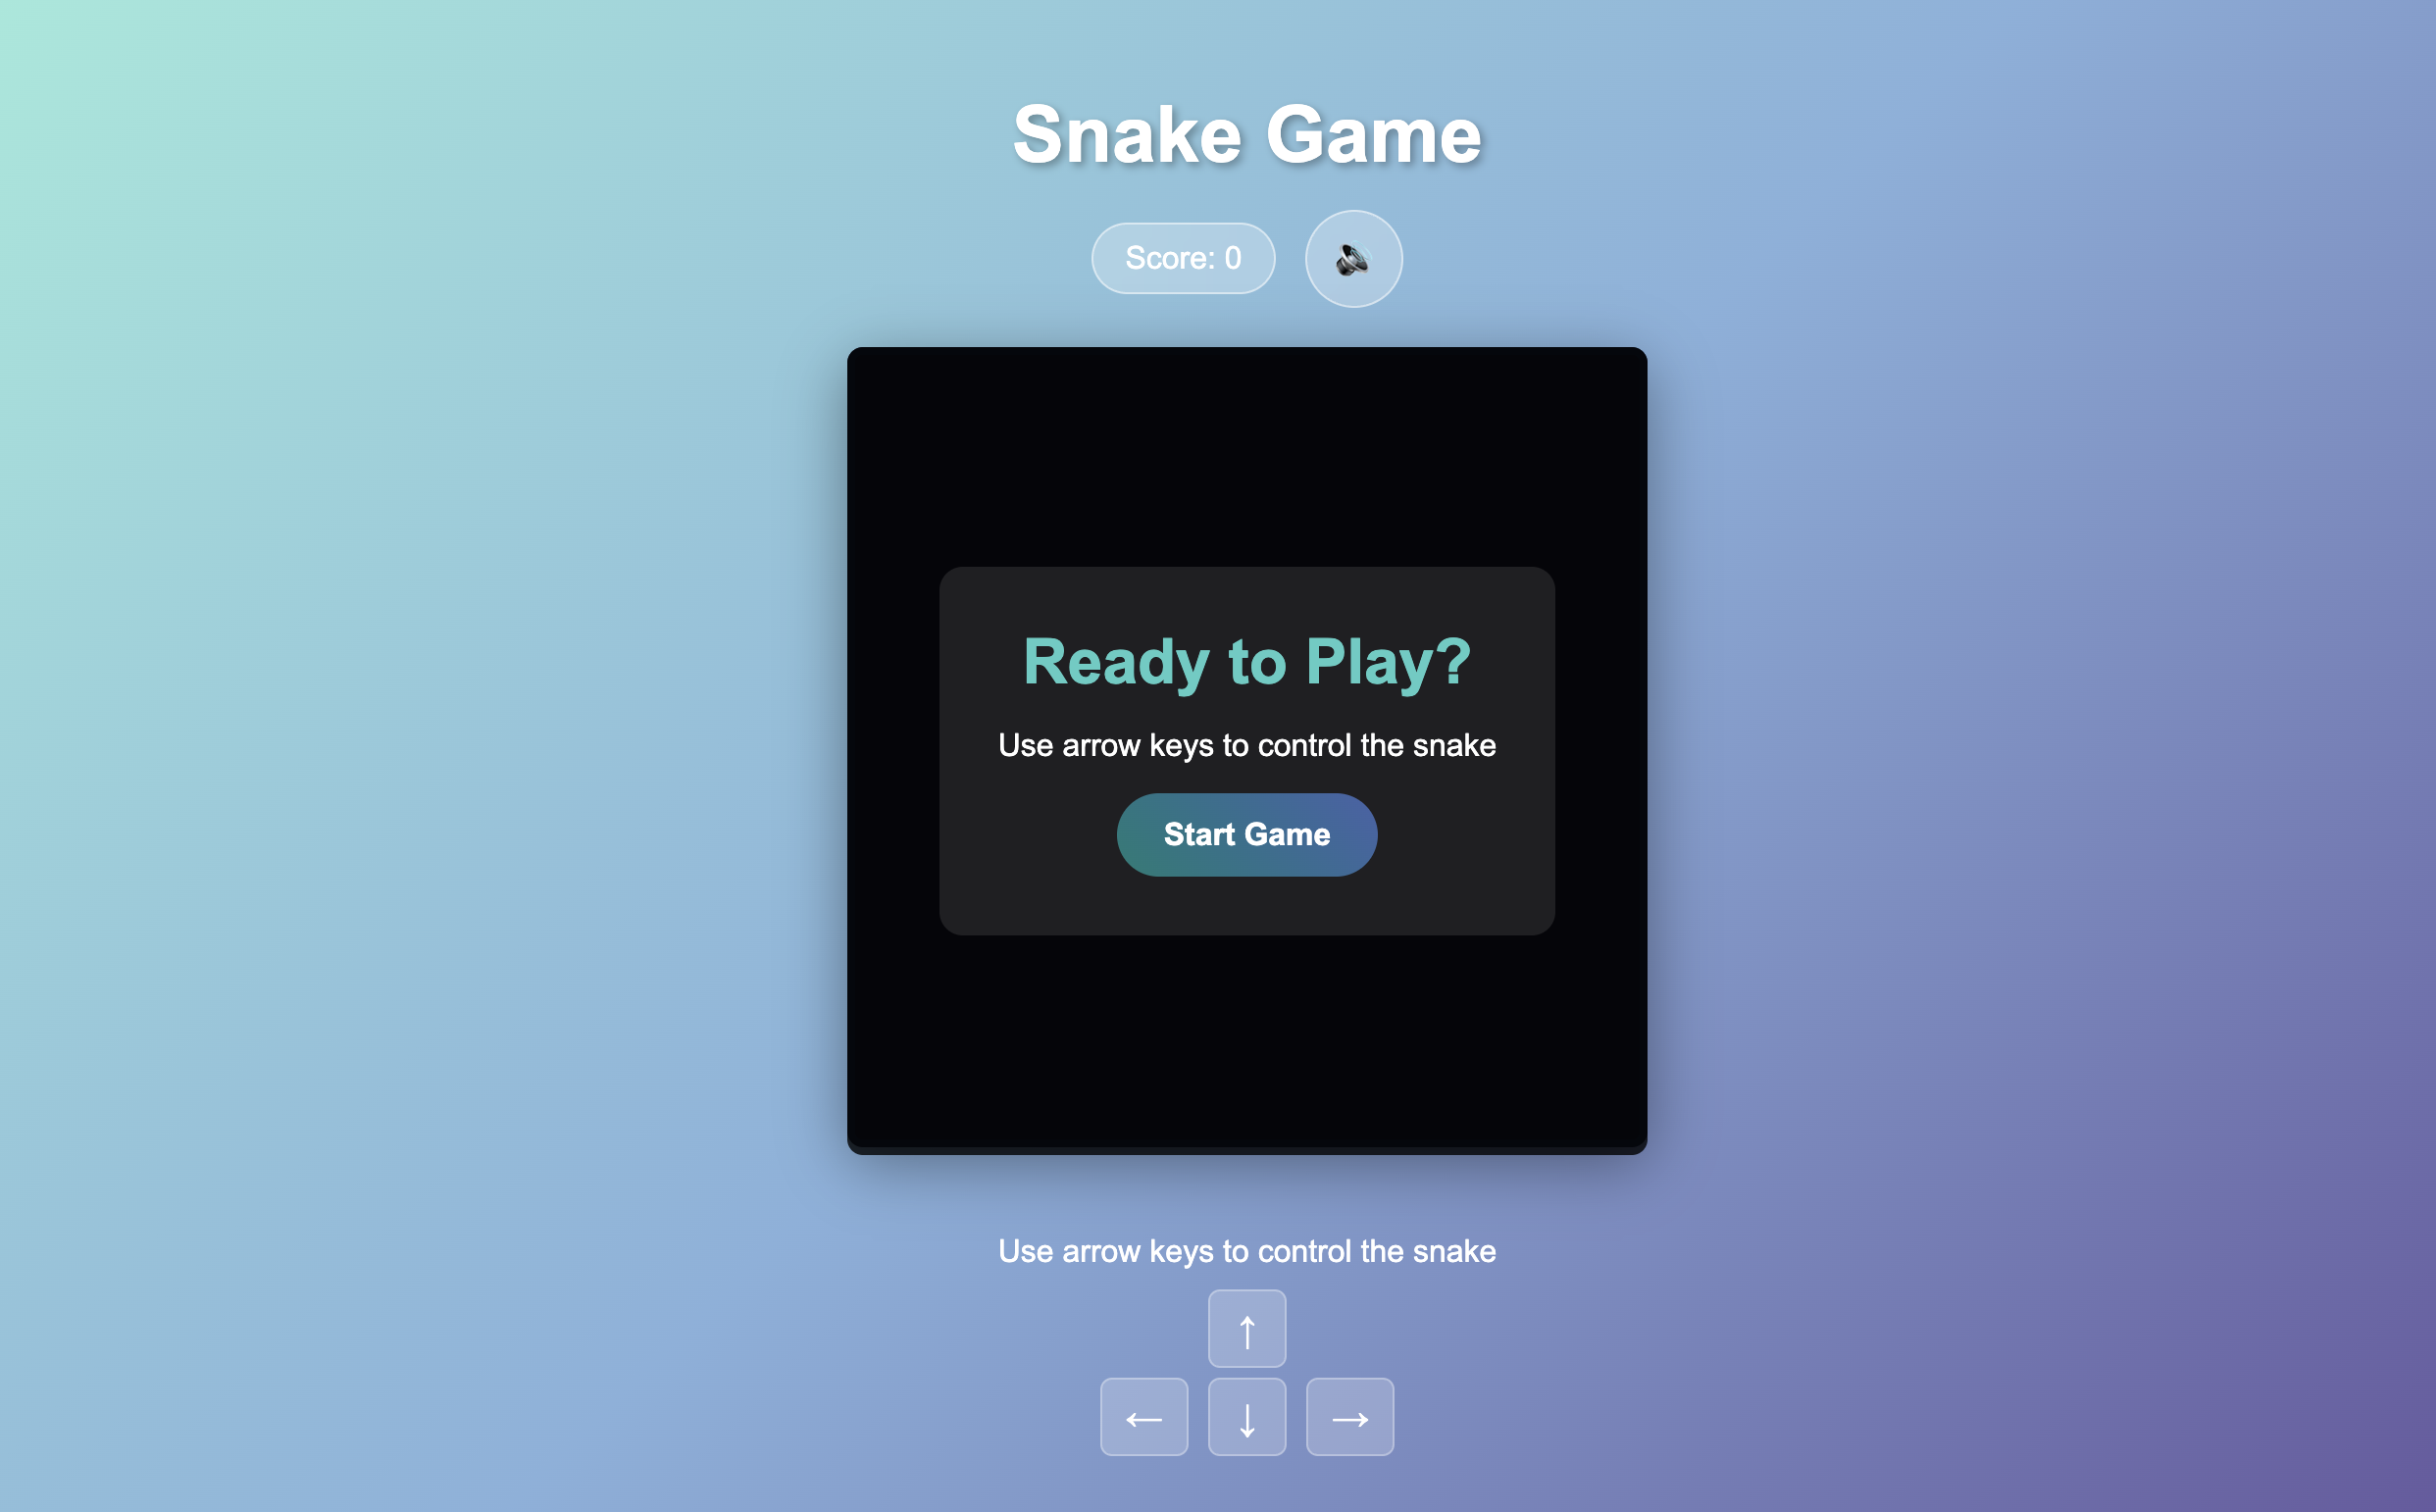 Snake Game
Score: 0
Ready to Play?
Use arrow keys to control the snake
Start Game
Use arrow keys to control the snake
↑
← ↓ →